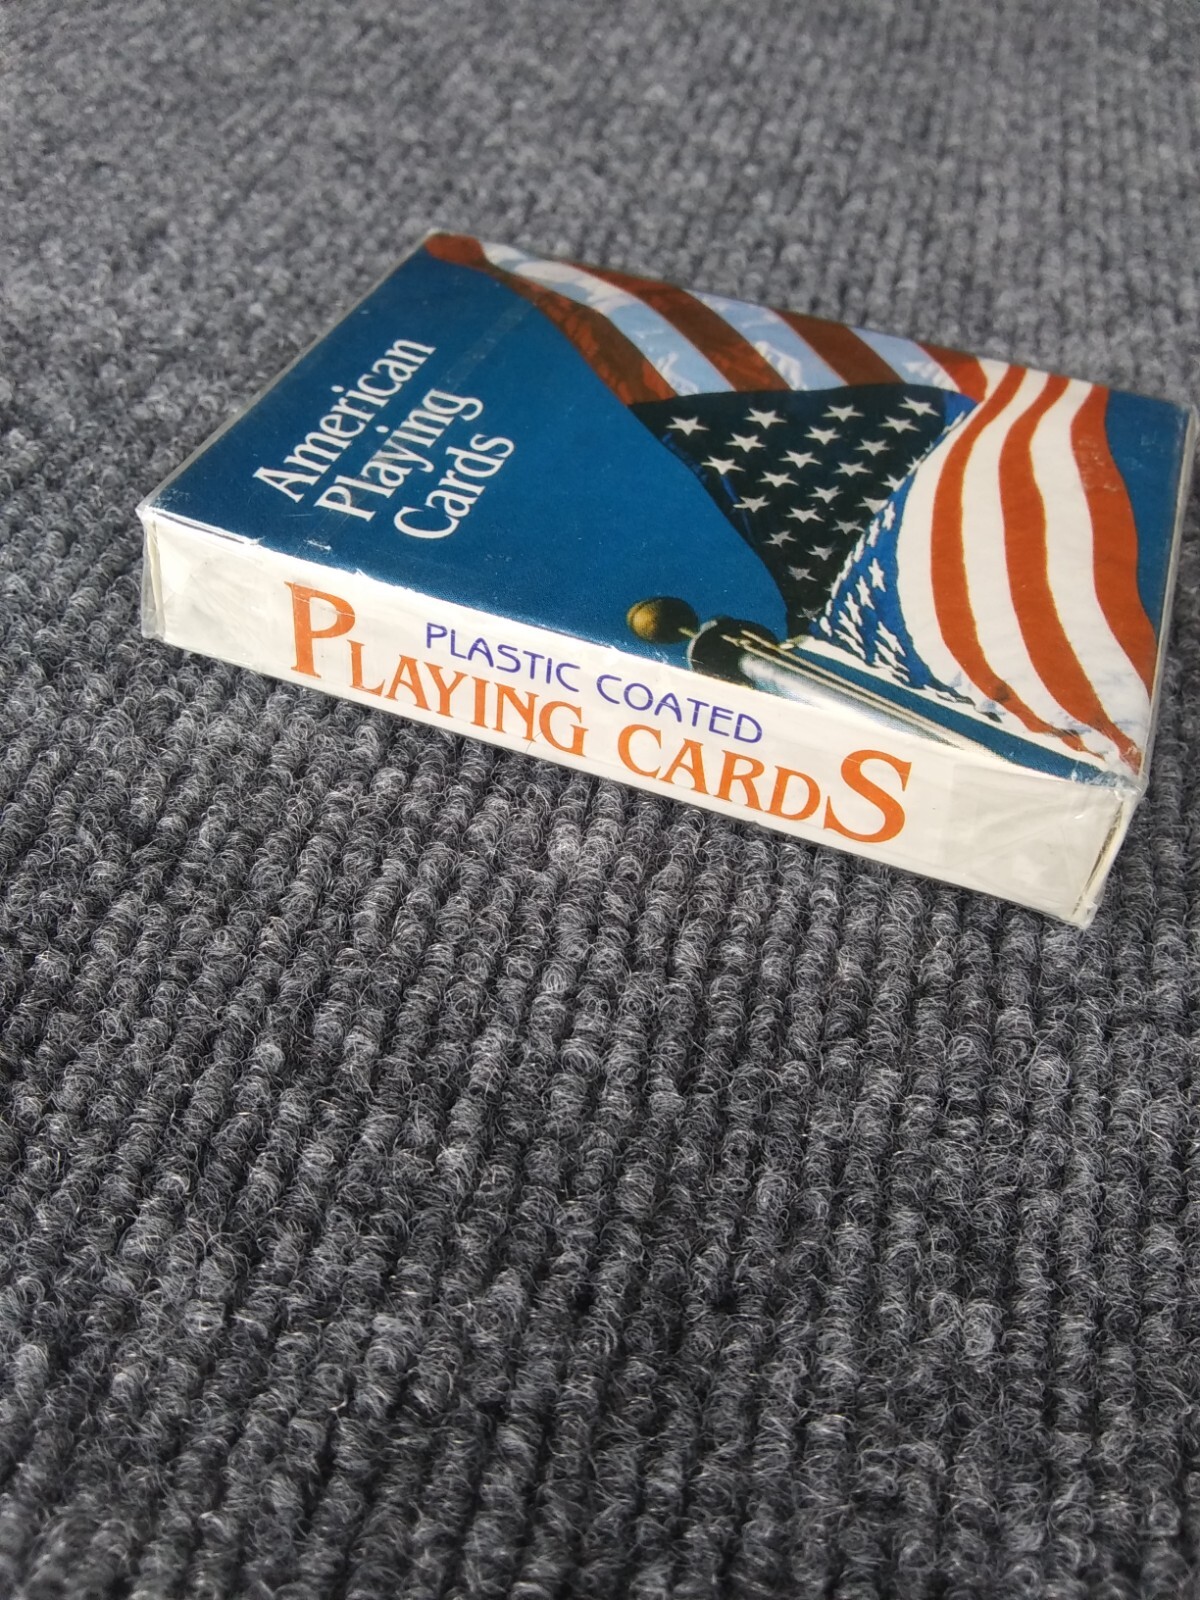 American
Playing
Cards
PLASTIC COATED
PLAYING CARDS